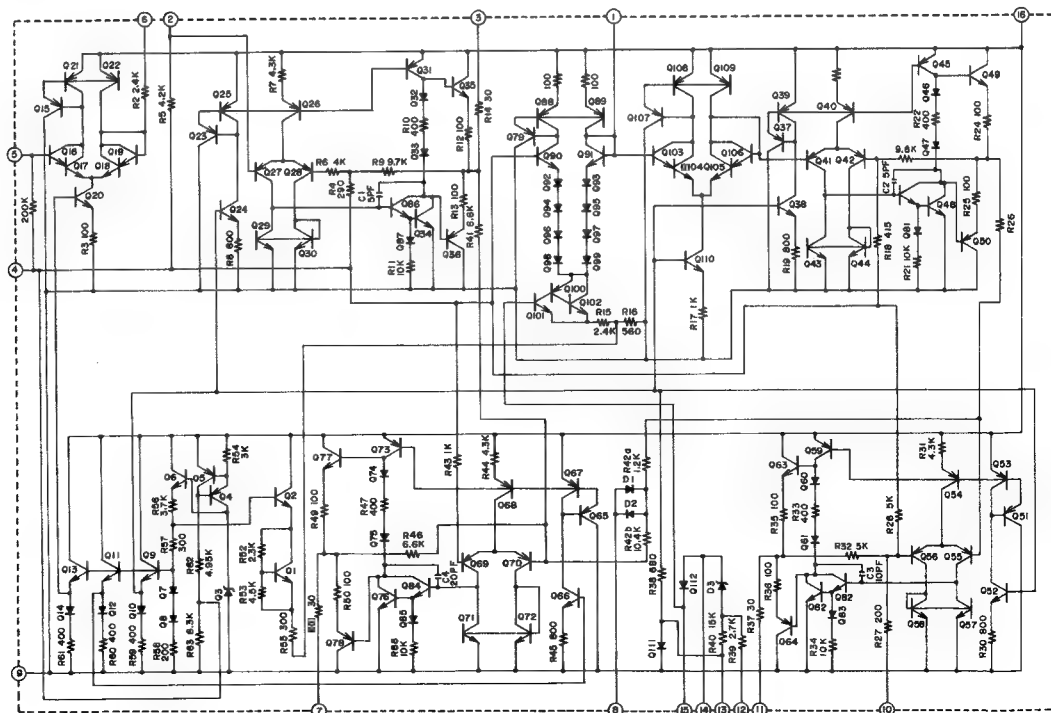 6 2 3 1 16
Q21 Q22 R2 2.4K R5 4.2K R7 4.3K Q31 Q32 Q35 R14 30 100 100 Q108 Q109 Q39 Q45 Q49
Q15 Q25 Q26 R10 400 R12 100 Q88 Q89 Q107 Q40 R22 400 Q46 R24 100
Q23 Q33 Q79 Q37 Q47
5 Q16 Q17 Q18 Q19 Q27 Q28 R6 4K R9 9.7K Q90 Q91 Q103 Q104 Q105 Q106 Q41 Q42 9.8K
Q20 R4 290 C1 5PF Q86 R13 100 Q92 Q93 C2 5PF R25 100
200K R3 100 Q24 R8 800 Q29 Q30 Q87 Q34 R41 6.6K Q94 Q95 Q38 R18 415 Q81 Q48 R26
R11 10K Q36 Q96 Q97 R19 800 Q43 Q44 R21 10K Q50
4 Q98 Q99 Q110
Q100 Q101 Q102 R15 2.4K R16 560 R17 1K
Q6 Q5 R54 3K Q4 Q77 Q73 R43 1K R44 4.3K Q67 R42a 1.2K Q63 Q59 R31 4.3K Q53
R56 3.7K Q2 Q74 Q68 Q65 D1 D2 Q60 Q54 Q51
R57 300 R49 100 R47 400 R42b 10.4K R35 100 R33 400 R28 5K
Q13 Q11 Q9 R62 4.95K R52 2.3K Q75 R46 6.6K Q61 R32 5K Q56 Q55
Q7 Q3 Q1 R53 4.5K R50 100 Q76 Q84 C4 20PF Q69 Q70 Q66 R38 680 Q112 D3 R36 100 C3 10PF Q52
Q14 Q12 Q10 Q8 R55 300 30 Q85 Q71 Q72 Q62 Q82 Q83 Q58 Q57
R61 400 R60 400 R59 400 R58 200 R63 6.3K Q78 10K R45 800 Q111 R40 15K R39 2.7K R37 30 Q64 R34 10K R27 200 R30 800
9 7 8 15 14 13 12 11 10